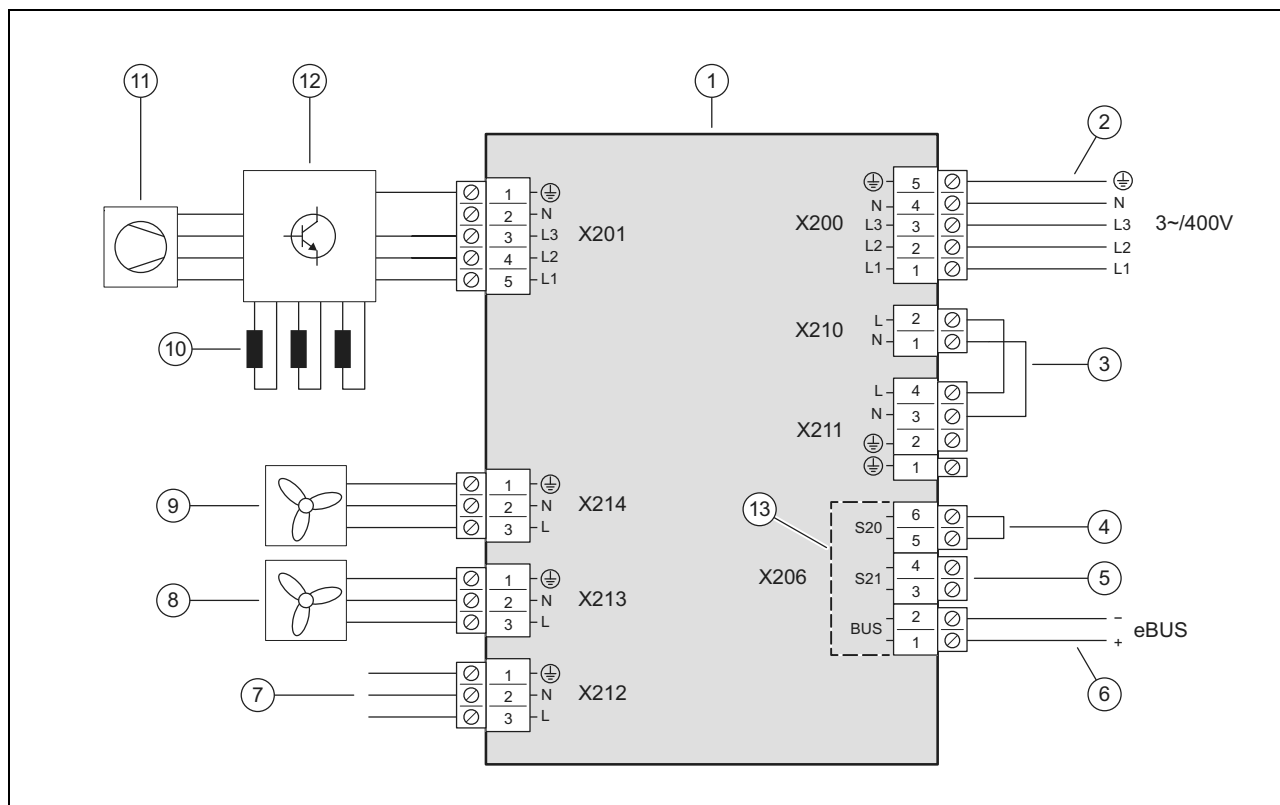 11
12
1
2
X201
1
2 N
3 L3
4 L2
5 L1
X200
5
N 4
L3 3
L2 2
L1 1
N
L3
L2
L1
3~/400V
10
X210
L 2
N 1
3
X211
L 4
N 3
2
1
9
1
2 N
3 L
X214
8
1
2 N
3 L
X213
7
1
2 N
3 L
X212
13
X206
S20
6
5
4
S21
4
3
5
BUS
2
1
−
+
eBUS
6